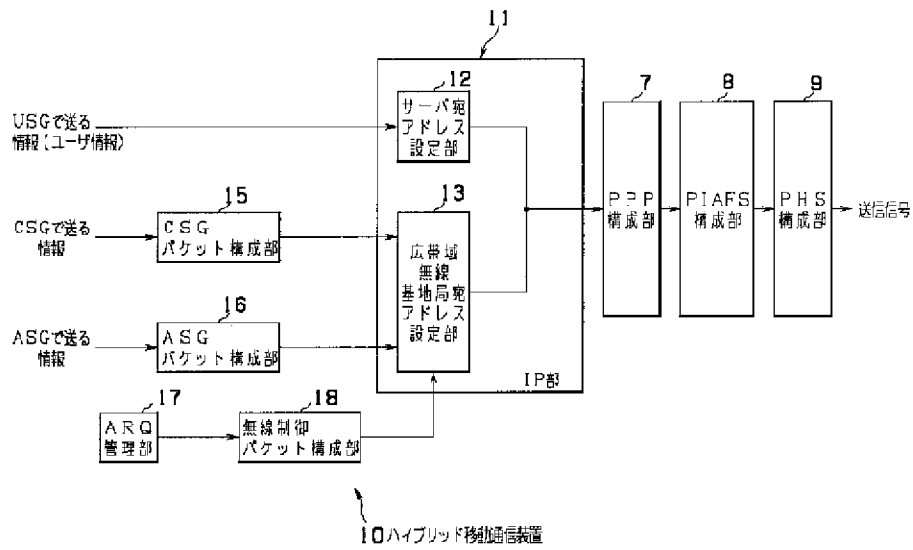 11
12
サーバ宛
アドレス
設定部
USGで送る
情報(ユーザ情報)
7
PPP
構成部
8
PIAFS
構成部
9
PHS
構成部
送信信号
13
広帯域
無線
基地局宛
アドレス
設定部
CSGで送る
情報
15
CSG
パケット構成部
ASGで送る
情報
16
ASG
パケット構成部
IP部
17
ARQ
管理部
18
無線制御
パケット構成部
10ハイブリッド移動通信装置